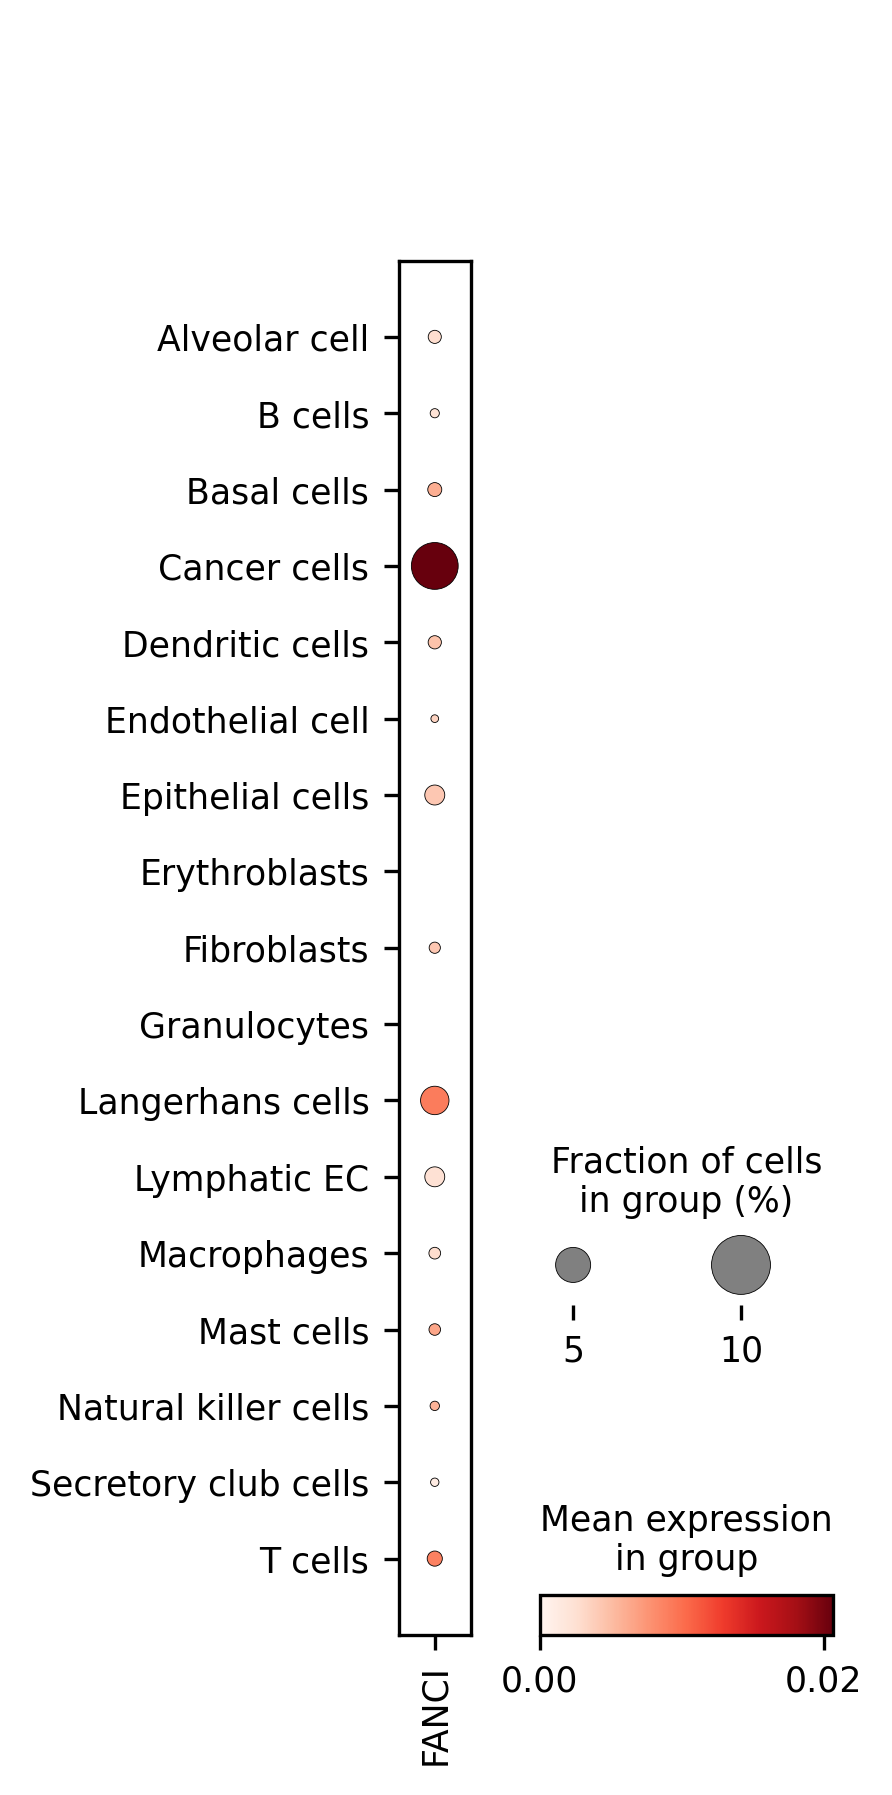 Alveolar cell
B cells
Basal cells
Cancer cells
Dendritic cells
Endothelial cell
Epithelial cells
Erythroblasts
Fibroblasts
Granulocytes
Langerhans cells
Lymphatic EC
Macrophages
Mast cells
Natural killer cells
Secretory club cells
T cells
FANCI
Fraction of cells
in group (%)
5 10
Mean expression
in group
0.00 0.02